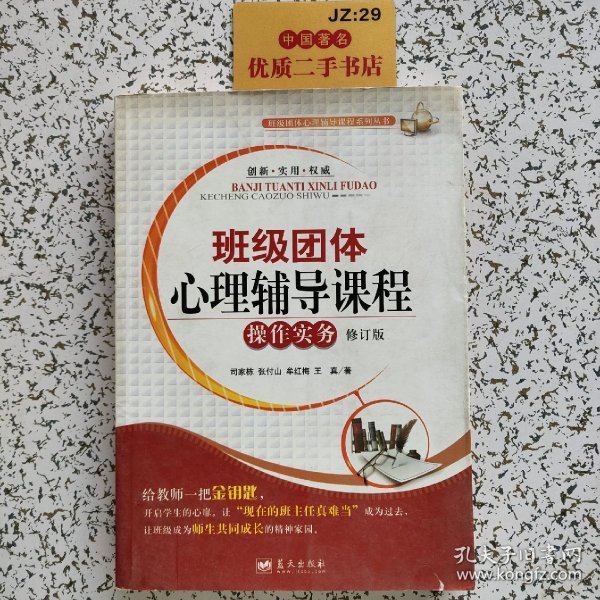 JZ:29
中国著名
优质二手书店
班级团体心理辅导课程系列丛书
创新·实用·权威
BANJI TUANTI XINLI FUDAO
KECHENG CAOZUO SHIWU
班级团体
心理辅导课程
操作实务 修订版
司家栋 张付山 牟红梅 王 真/著
给教师一把金钥匙，
开启学生的心扉，让“现在的班主任真难当”成为过去，
让班级成为师生共同成长的精神家园。
蓝天出版社
孔夫子旧书网
www.kongfz.com